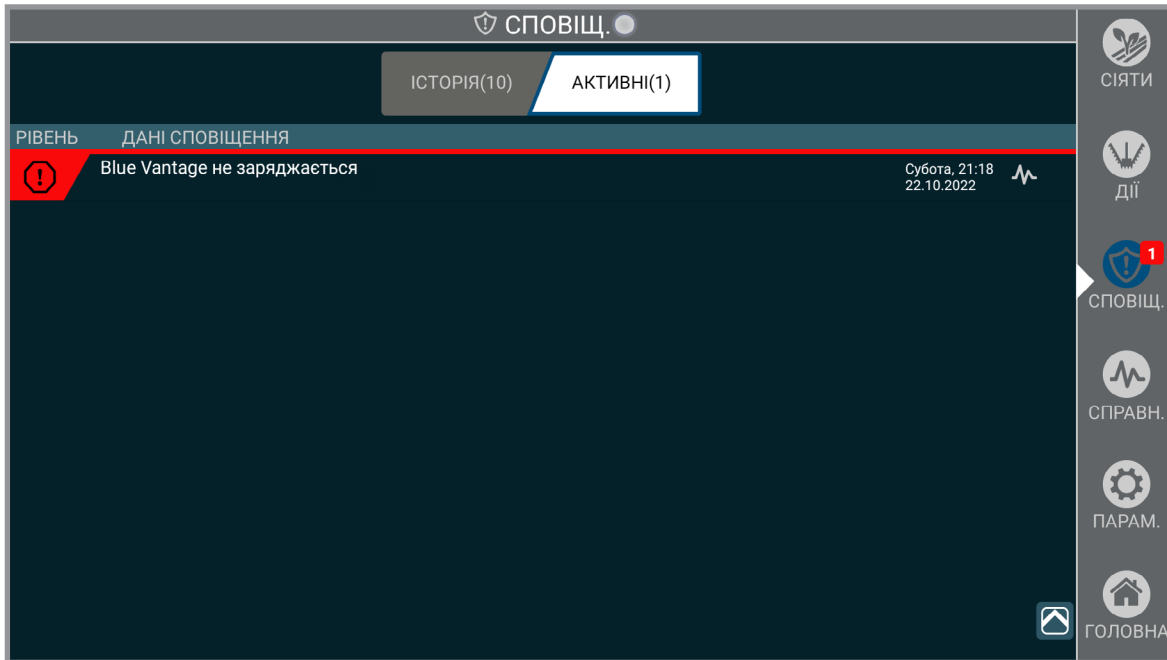 СПОВІЩ.
ІСТОРІЯ(10)
АКТИВНІ(1)
РІВЕНЬ ДАНІ СПОВІЩЕННЯ
Blue Vantage не заряджається
Субота, 21:18
22.10.2022
СІЯТИ
ДІЇ
1
СПОВІЩ.
СПРАВН.
ПАРАМ.
ГОЛОВНА